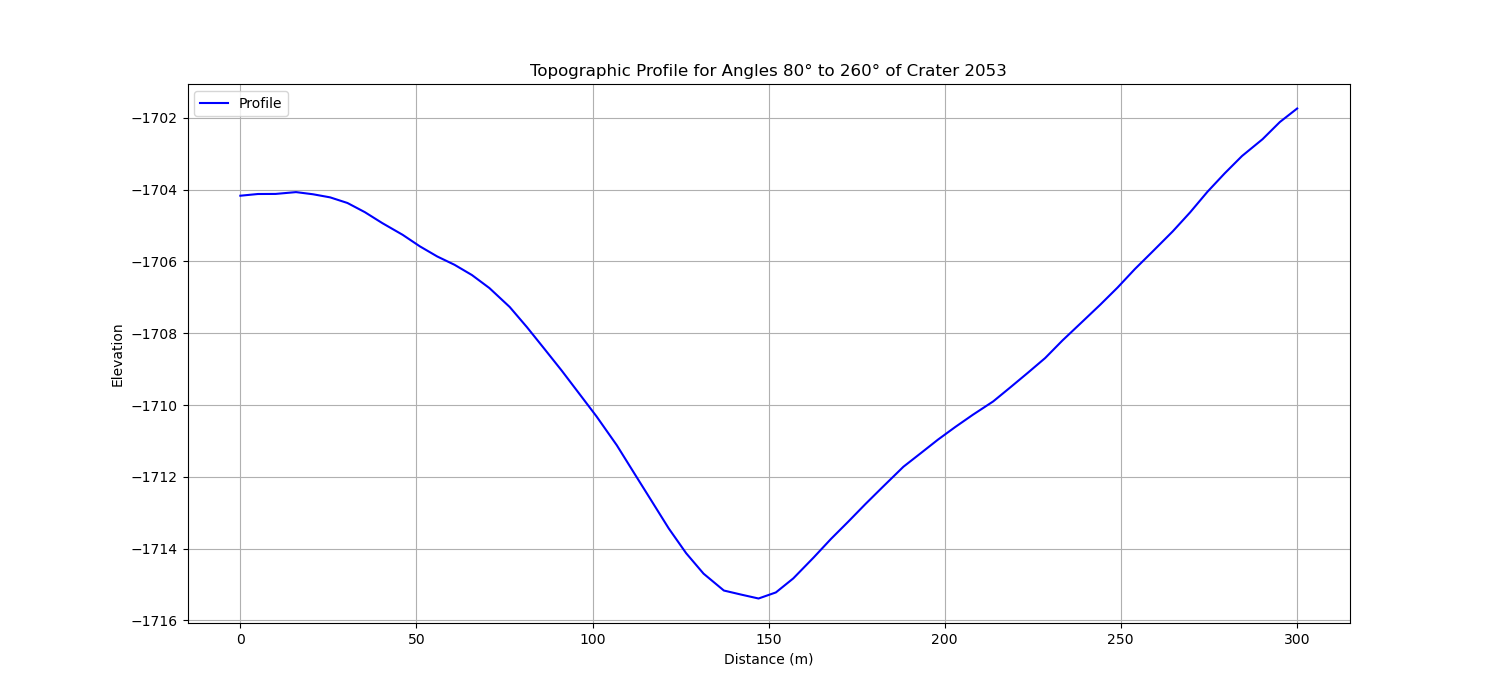 Topographic Profile for Angles 80° to 260° of Crater 2053
Profile
−1702
−1704
−1706
−1708
−1710
−1712
−1714
−1716
Elevation
0 50 100 150 200 250 300
Distance (m)